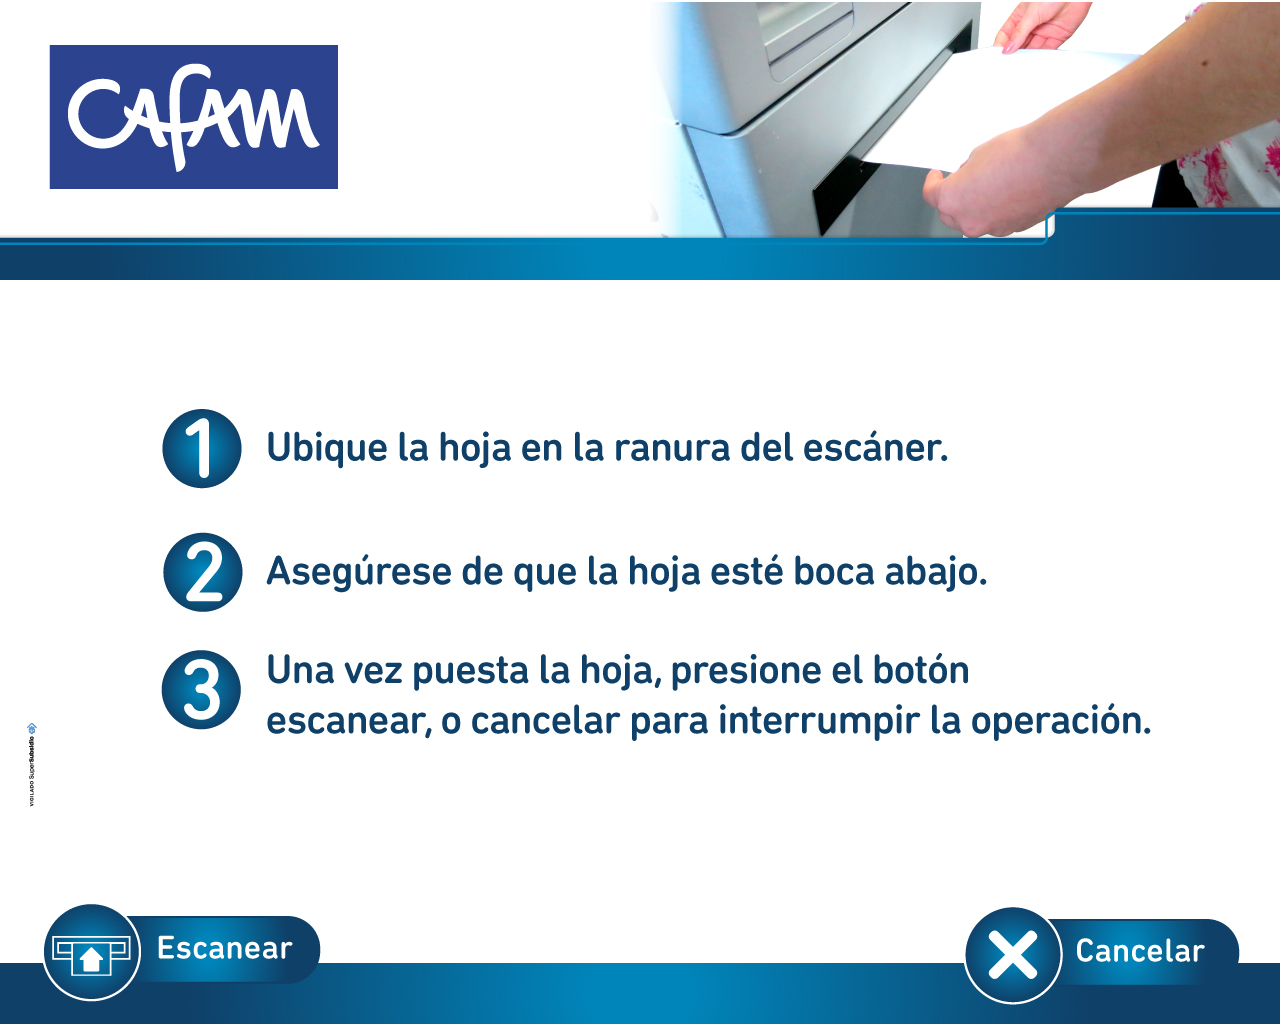 Cafam
1 Ubique la hoja en la ranura del escáner.
2 Asegúrese de que la hoja esté boca abajo.
3 Una vez puesta la hoja, presione el botón
escanear, o cancelar para interrumpir la operación.
VIGILADO SuperSubsidio
Escanear
Cancelar